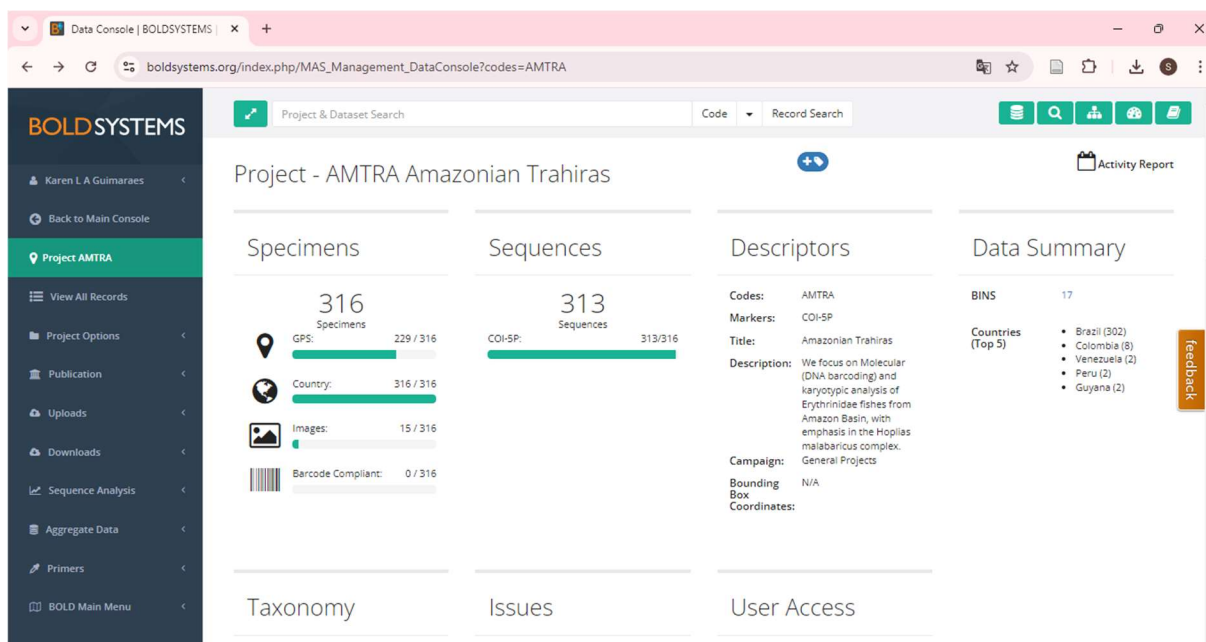 Data Console | BOLDSYSTEMS |
boldsystems.org/index.php/MAS_Management_DataConsole?codes=AMTRA
S
BOLDSYSTEMS
Karen L A Guimaraes
Back to Main Console
Project AMTRA
View All Records
Project Options
Publication
Uploads
Downloads
Sequence Analysis
Aggregate Data
Primers
BOLD Main Menu
Project & Dataset Search
Code
Record Search
Project - AMTRA Amazonian Trahiras
Activity Report
Specimens
316
Specimens
GPS: 229 / 316
Country: 316 / 316
Images: 15 / 316
Barcode Compliant: 0 / 316
Sequences
313
Sequences
COI-5P: 313/316
Descriptors
Codes: AMTRA
Markers: COI-5P
Title: Amazonian Trahiras
Description: We focus on Molecular
(DNA barcoding) and
karyotypic analysis of
Erythrinidae fishes from
Amazon Basin, with
emphasis in the Hoplias
malabaricus complex.
Campaign: General Projects
Bounding N/A
Box
Coordinates:
Data Summary
BINS 17
Countries
(Top 5)
• Brazil (302)
• Colombia (8)
• Venezuela (2)
• Peru (2)
• Guyana (2)
feedback
Taxonomy
Issues
User Access